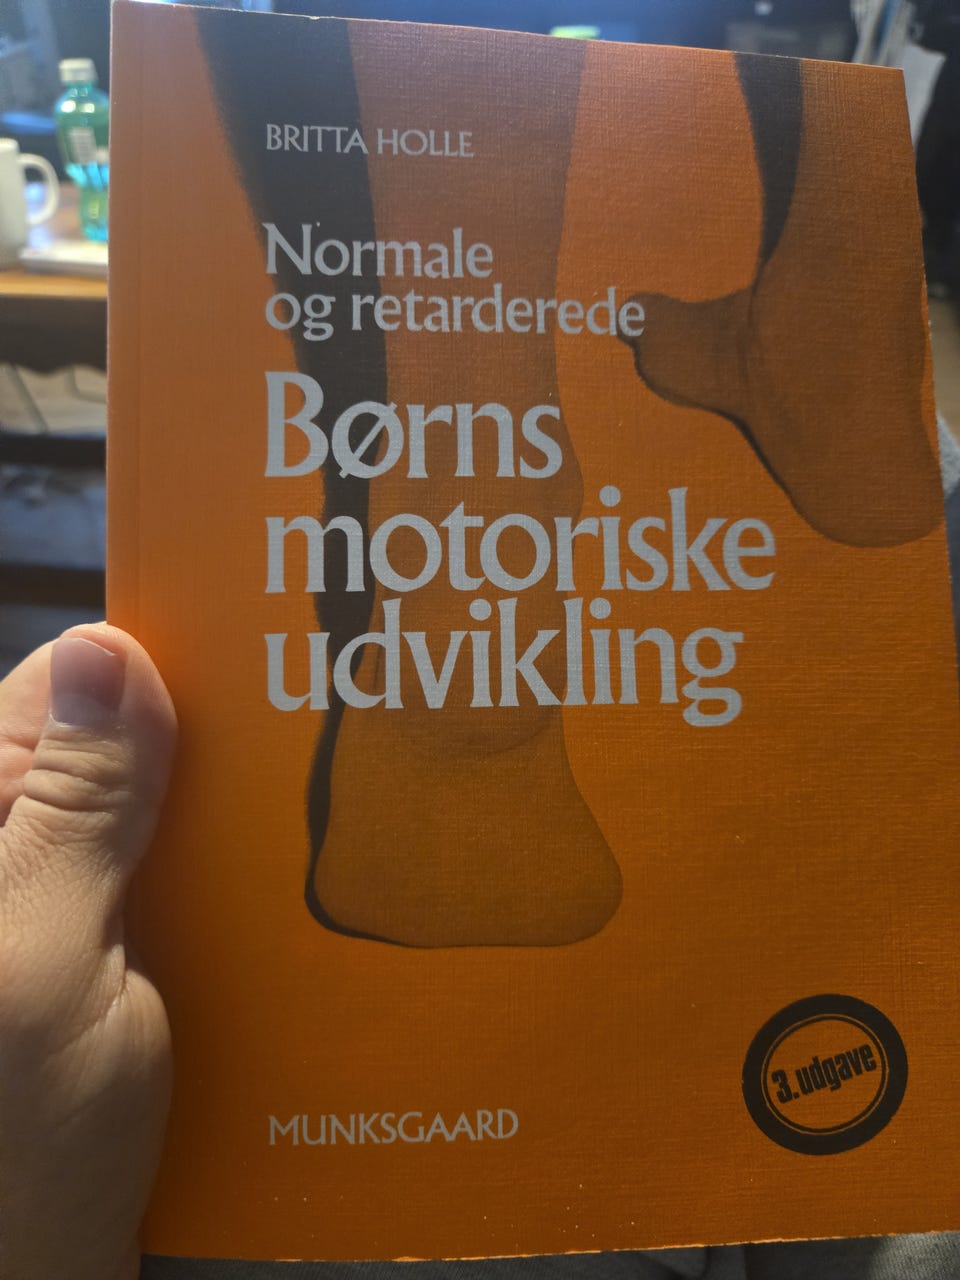 BRITTA HOLLE
Normale
og retarderede
Børns
motoriske
udvikling
3. udgave
MUNKSGAARD